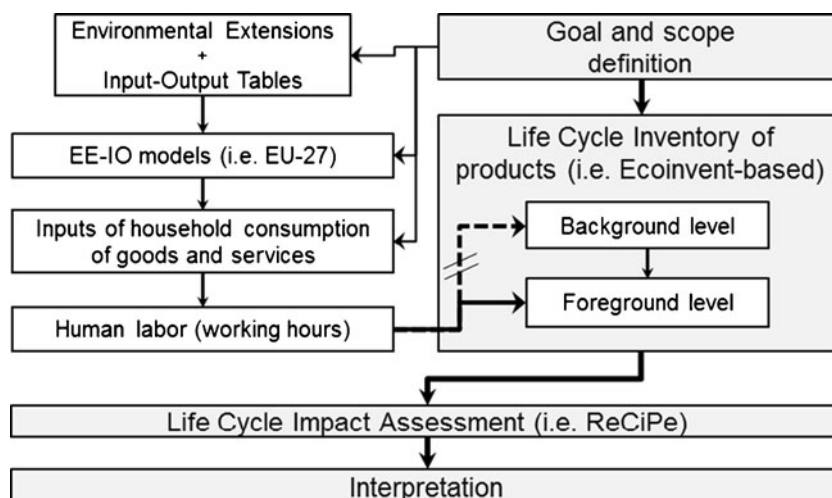 Environmental Extensions
+
Input-Output Tables
EE-IO models (i.e. EU-27)
Inputs of household consumption
of goods and services
Human labor (working hours)
Goal and scope
definition
Life Cycle Inventory of
products (i.e. Ecoinvent-based)
Background level
Foreground level
Life Cycle Impact Assessment (i.e. ReCiPe)
Interpretation